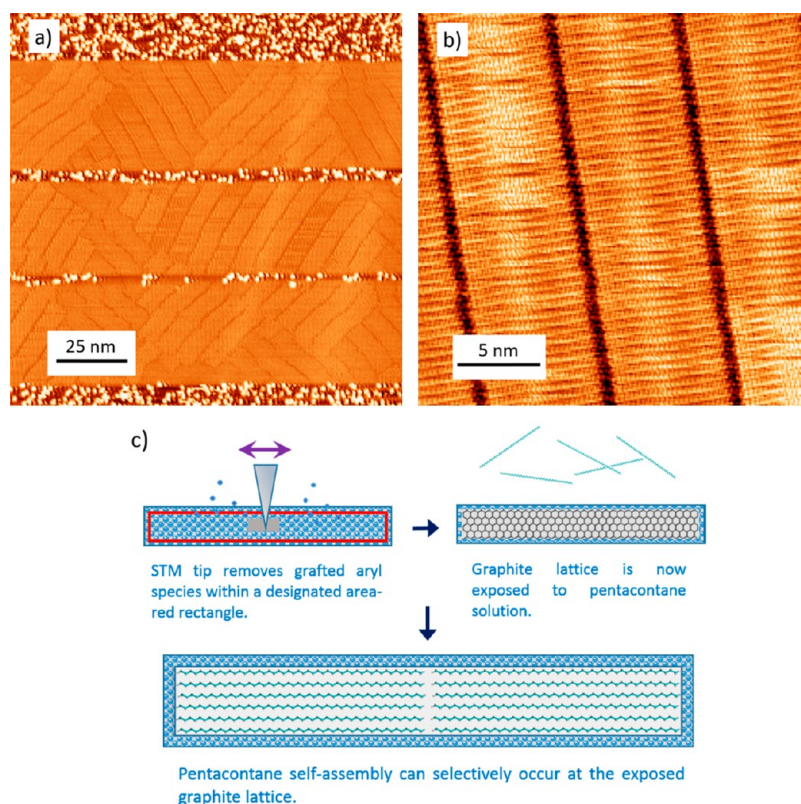 a)
b)
25 nm
5 nm
c)
STM tip removes grafted aryl
species within a designated area-
red rectangle.
Graphite lattice is now
exposed to pentacontane
solution.
Pentacontane self-assembly can selectively occur at the exposed
graphite lattice.